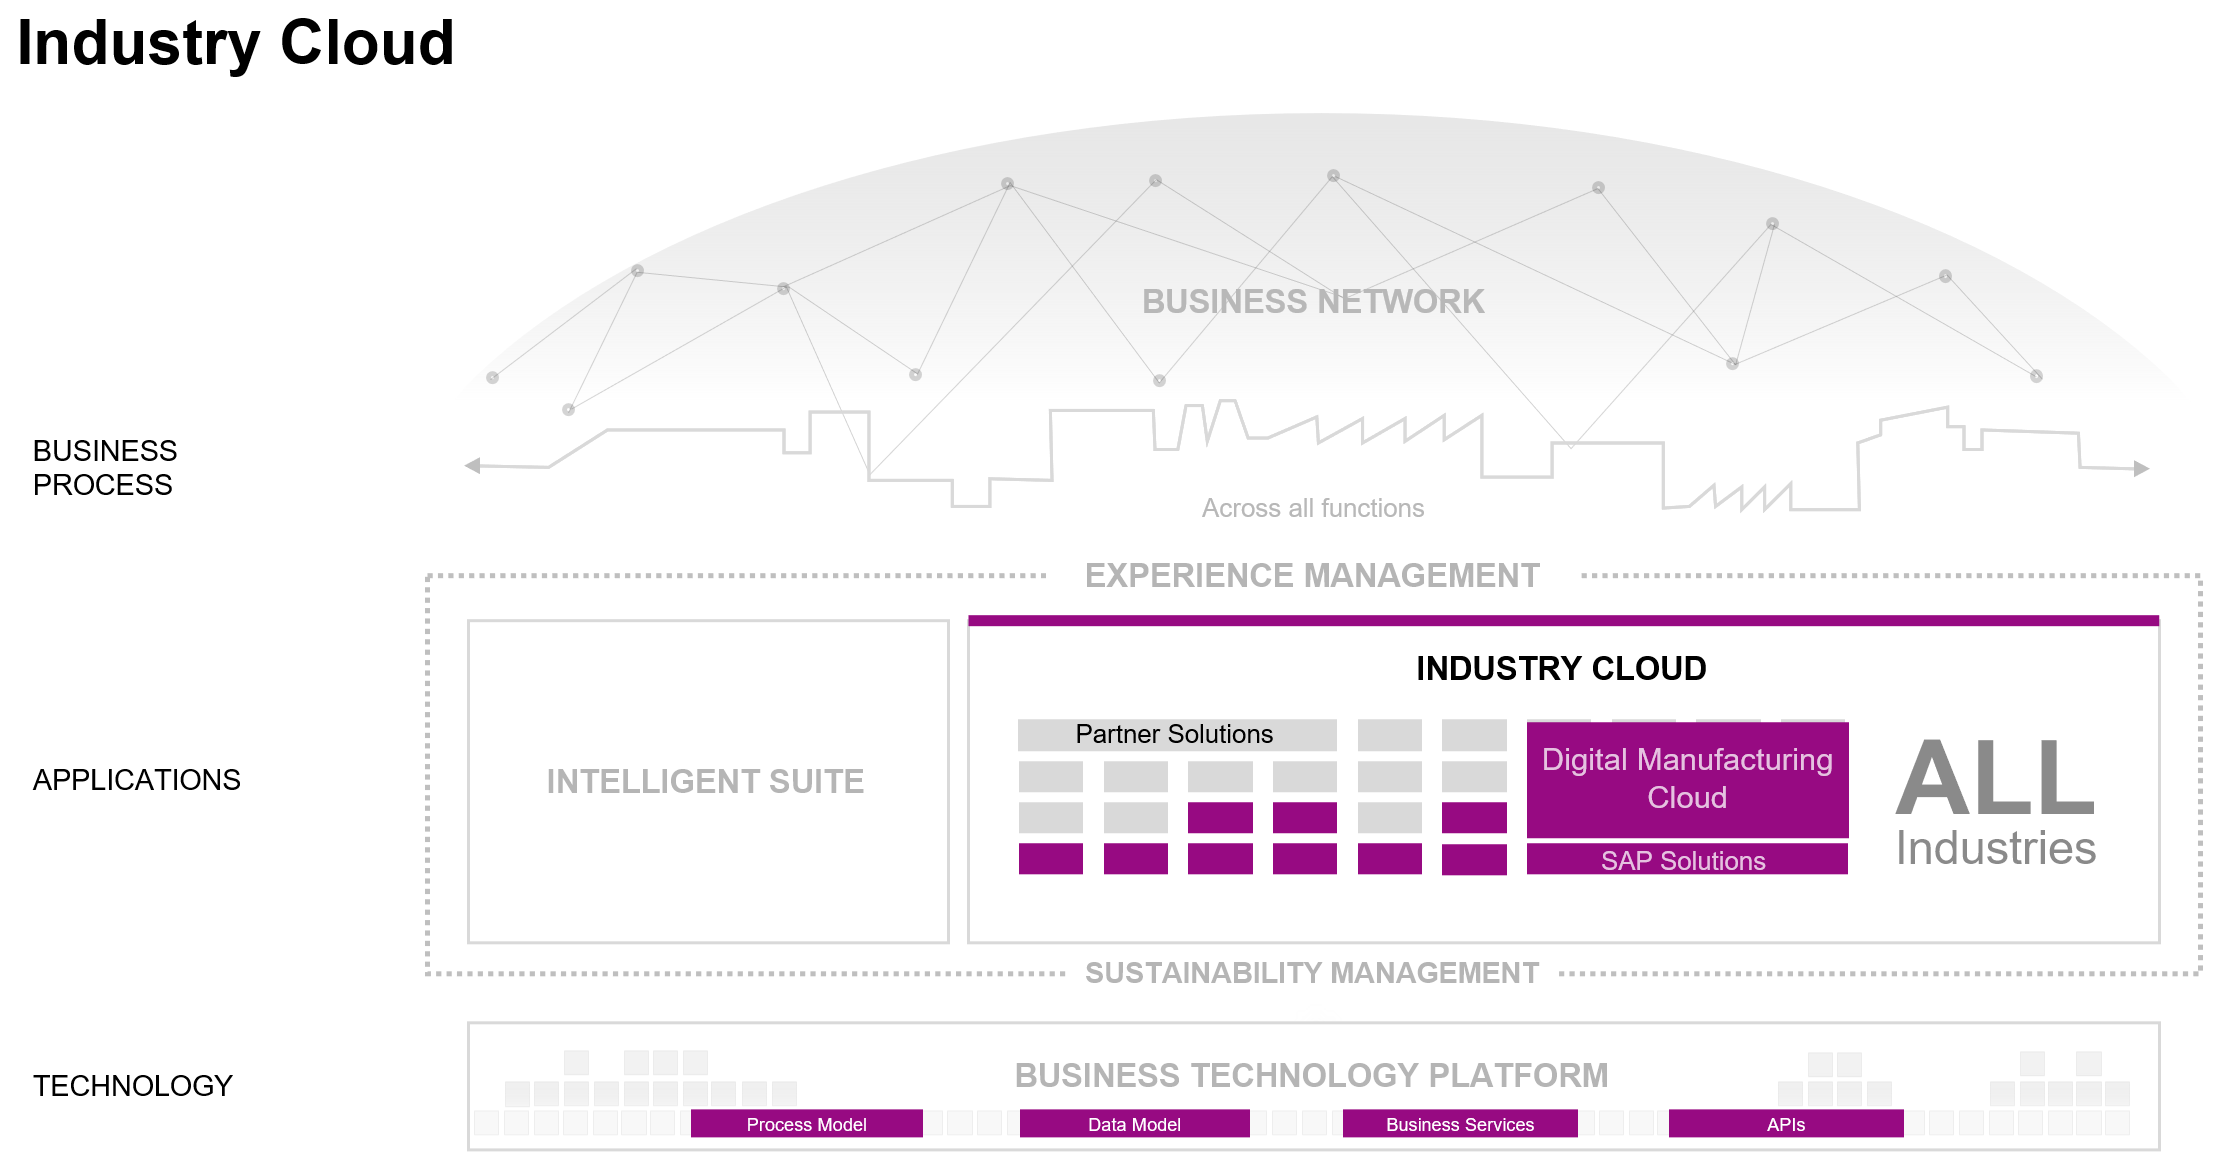 Industry Cloud
BUSINESS NETWORK
BUSINESS
PROCESS
Across all functions
EXPERIENCE MANAGEMENT
INDUSTRY CLOUD
Partner Solutions
Digital Manufacturing
Cloud
ALL
Industries
APPLICATIONS
INTELLIGENT SUITE
SAP Solutions
SUSTAINABILITY MANAGEMENT
TECHNOLOGY
BUSINESS TECHNOLOGY PLATFORM
Process Model
Data Model
Business Services
APIs